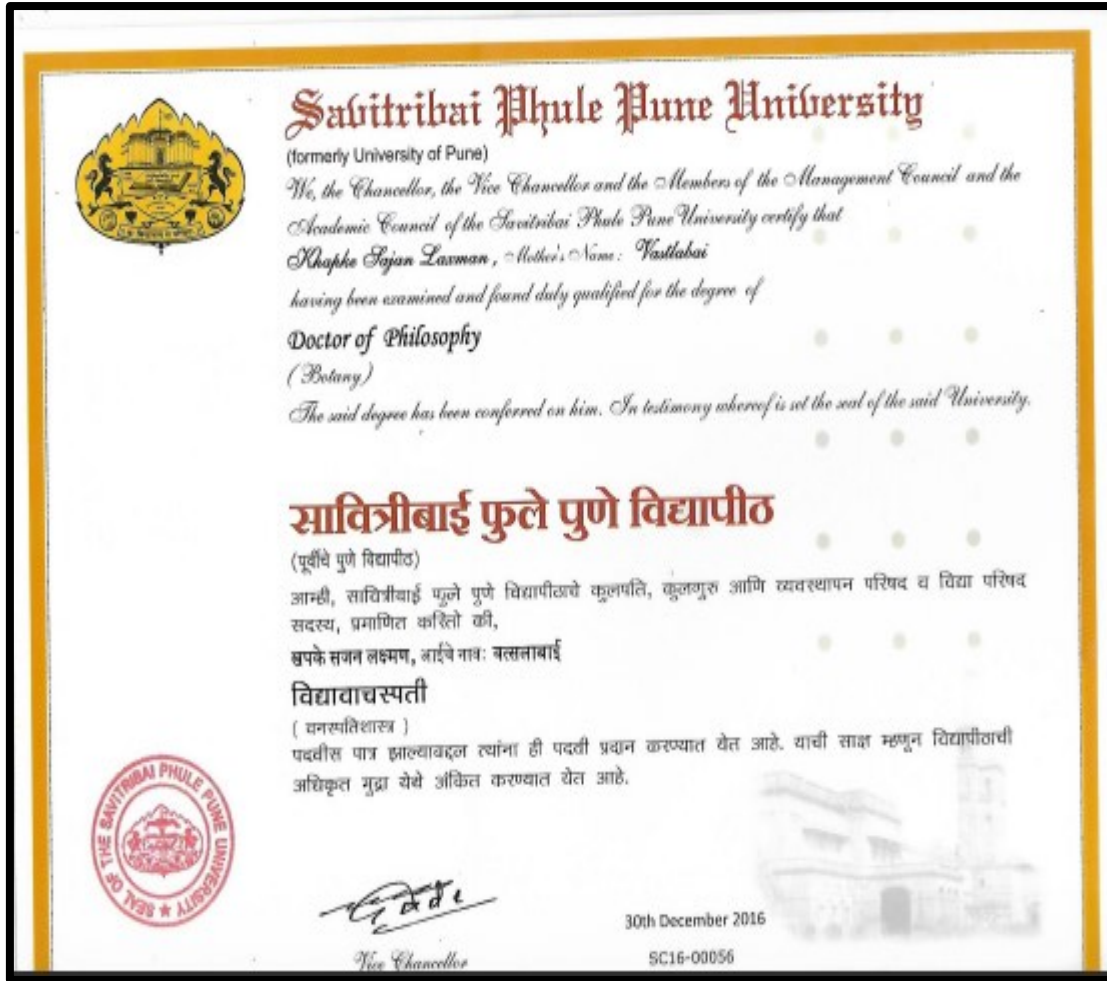 Savitribai Phule Pune University
(formerly University of Pune)
We, the Chancellor, the Vice Chancellor and the Members of the Management Council and the
Academic Council of the Savitribai Phule Pune University certify that
Khapke Sajan Laxman, Mother's Name: Vastlabai
having been examined and found duly qualified for the degree of
Doctor of Philosophy
(Botany)
The said degree has been conferred on him. In testimony whereof is set the seal of the said University.
सावित्रीबाई फुले पुणे विद्यापीठ
(पूर्वीचे पुणे विद्यापीठ)
आम्ही, सावित्रीबाई फुले पुणे विद्यापीठाचे कुलपति, कुलगुरु आणि व्यवस्थापन परिषद व विद्या परिषद
सदस्य, प्रमाणित करितो की,
खपके सजन लक्ष्मण, आईचे नावः वत्सलाबाई
विद्यावाचस्पती
( वनस्पतिशास्त्र )
पदवीस पात्र झाल्याबद्दल त्यांना ही पदवी प्रदान करण्यात येत आहे. याची साक्ष म्हणुन विद्यापीठाची
अधिकृत मुद्रा येथे अंकित करण्यात येत आहे.
SEAL OF THE SAVITRIBAI PHULE PUNE UNIVERSITY
30th December 2016
Vice Chancellor
SC16-00056